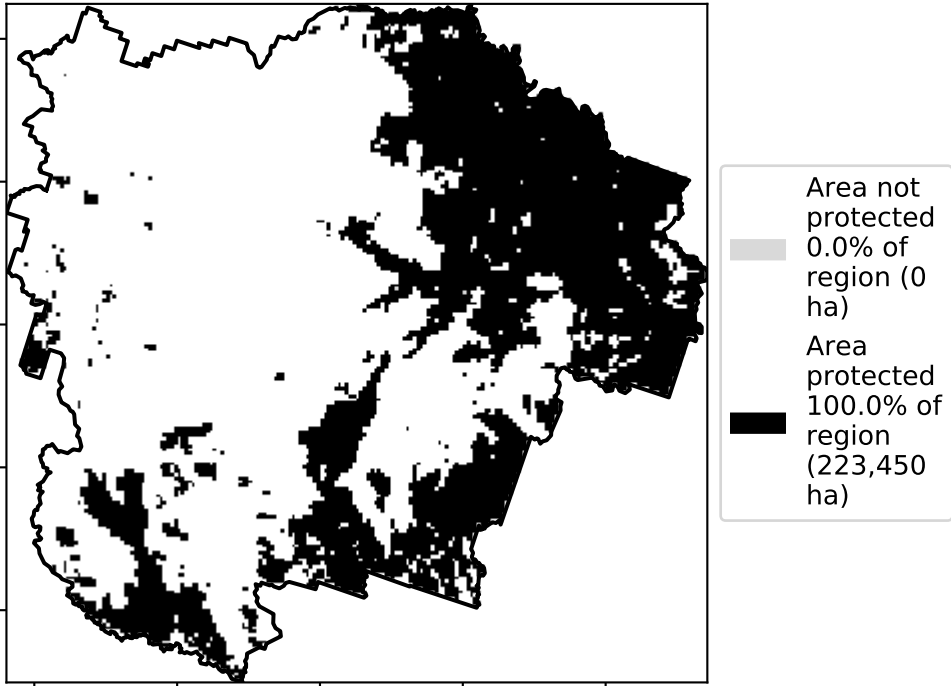 Area not
protected
0.0% of
region (0
ha)
Area
protected
100.0% of
region
(223,450
ha)